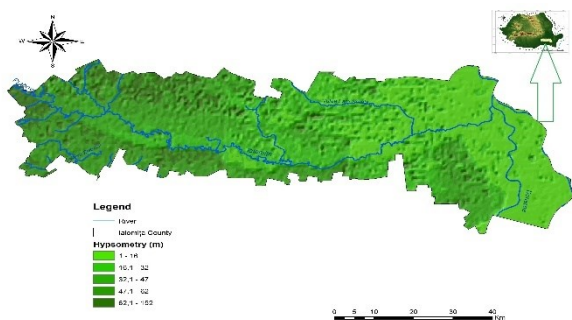 N
W
E
S
Legend
River
Ialomița County
Hypsometry (m)
1 - 16
16,1 - 32
32,1 - 47
47,1 - 62
62,1 - 152
0 5 10 20 30 40
Km